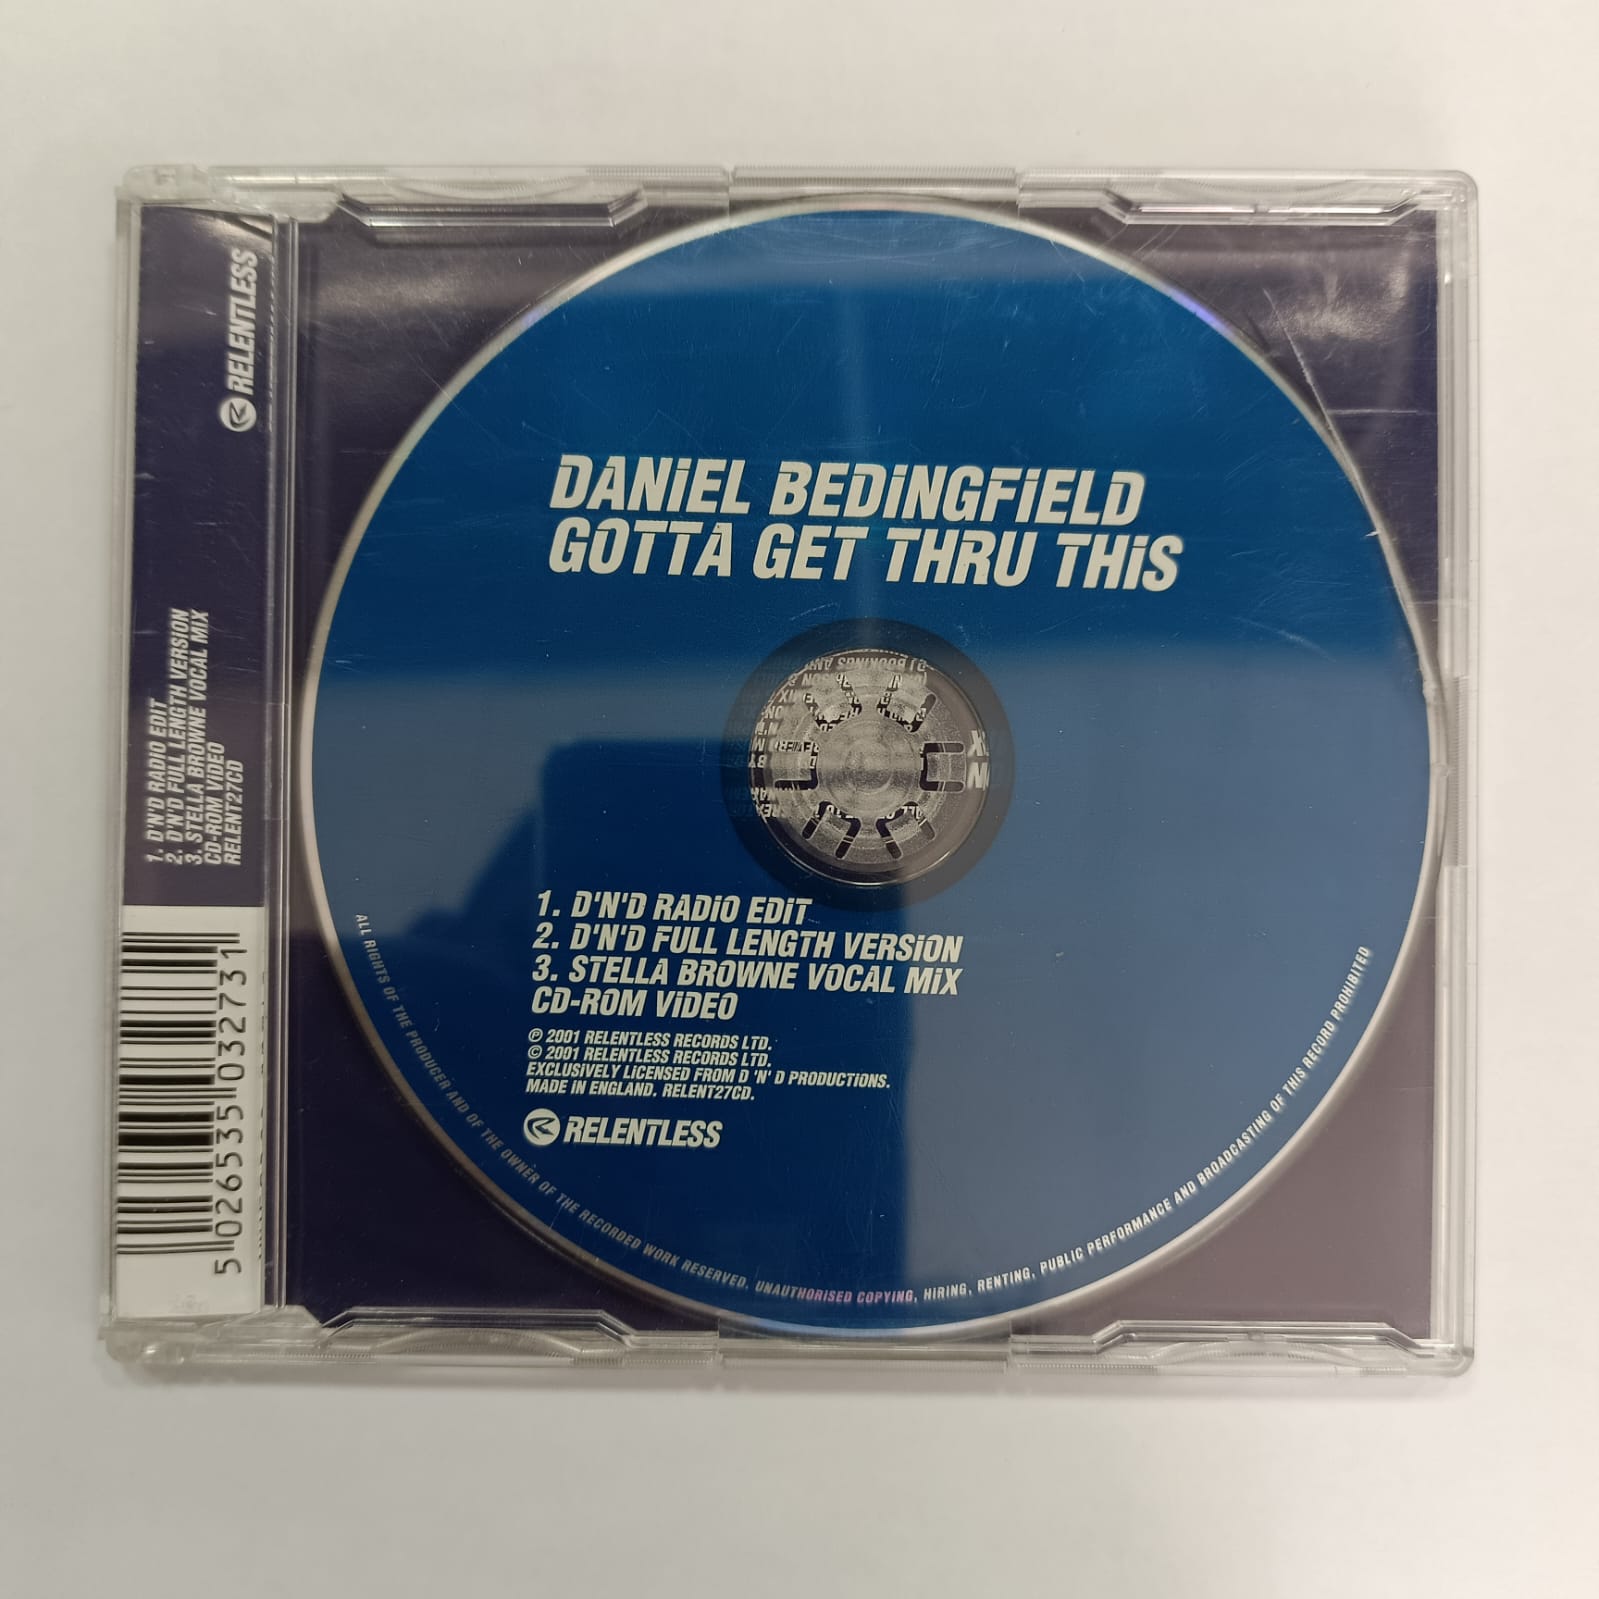 RELENTLESS
1. D'N'D RADIO EDIT
2. D'N'D FULL LENGTH VERSION
3. STELLA BROWNE VOCAL MIX
CD-ROM VIDEO
RELENT27CD
5 026535 032731
DANiEL BEDiNGFiELD
GOTTA GET THRU THiS
1. D'N'D RADiO EDiT
2. D'N'D FULL LENGTH VERSiON
3. STELLA BROWNE VOCAL MiX
CD-ROM ViDEO
℗ 2001 RELENTLESS RECORDS LTD.
© 2001 RELENTLESS RECORDS LTD.
EXCLUSiVELY LiCENSED FROM D 'N' D PRODUCTiONS.
MADE IN ENGLAND. RELENT27CD.
RELENTLESS
ALL RIGHTS OF THE PRODUCER AND OF THE OWNER OF THE RECORDED WORK RESERVED. UNAUTHORISED COPYING, HIRING, RENTING, PUBLIC PERFORMANCE AND BROADCASTING OF THIS RECORD PROHIBITED